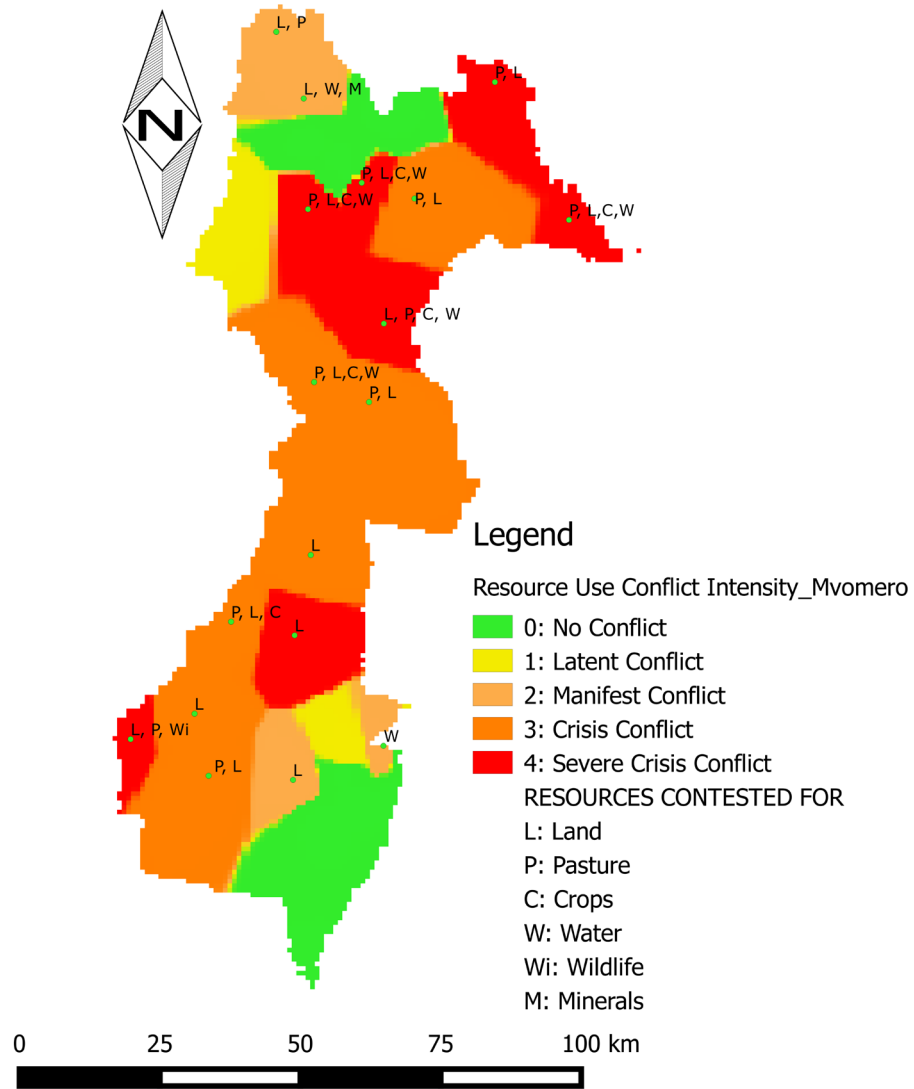 L, P
L, W, M
N
P, L
P, L,C,W
P, L,C,W
P, L
P, L,C,W
L, P, C, W
P, L,C,W
P, L
L
P, L, C
L
L
L, P, Wi
W
P, L
L
Legend
Resource Use Conflict Intensity_Mvomero
0: No Conflict
1: Latent Conflict
2: Manifest Conflict
3: Crisis Conflict
4: Severe Crisis Conflict
RESOURCES CONTESTED FOR
L: Land
P: Pasture
C: Crops
W: Water
Wi: Wildlife
M: Minerals
0 25 50 75 100 km